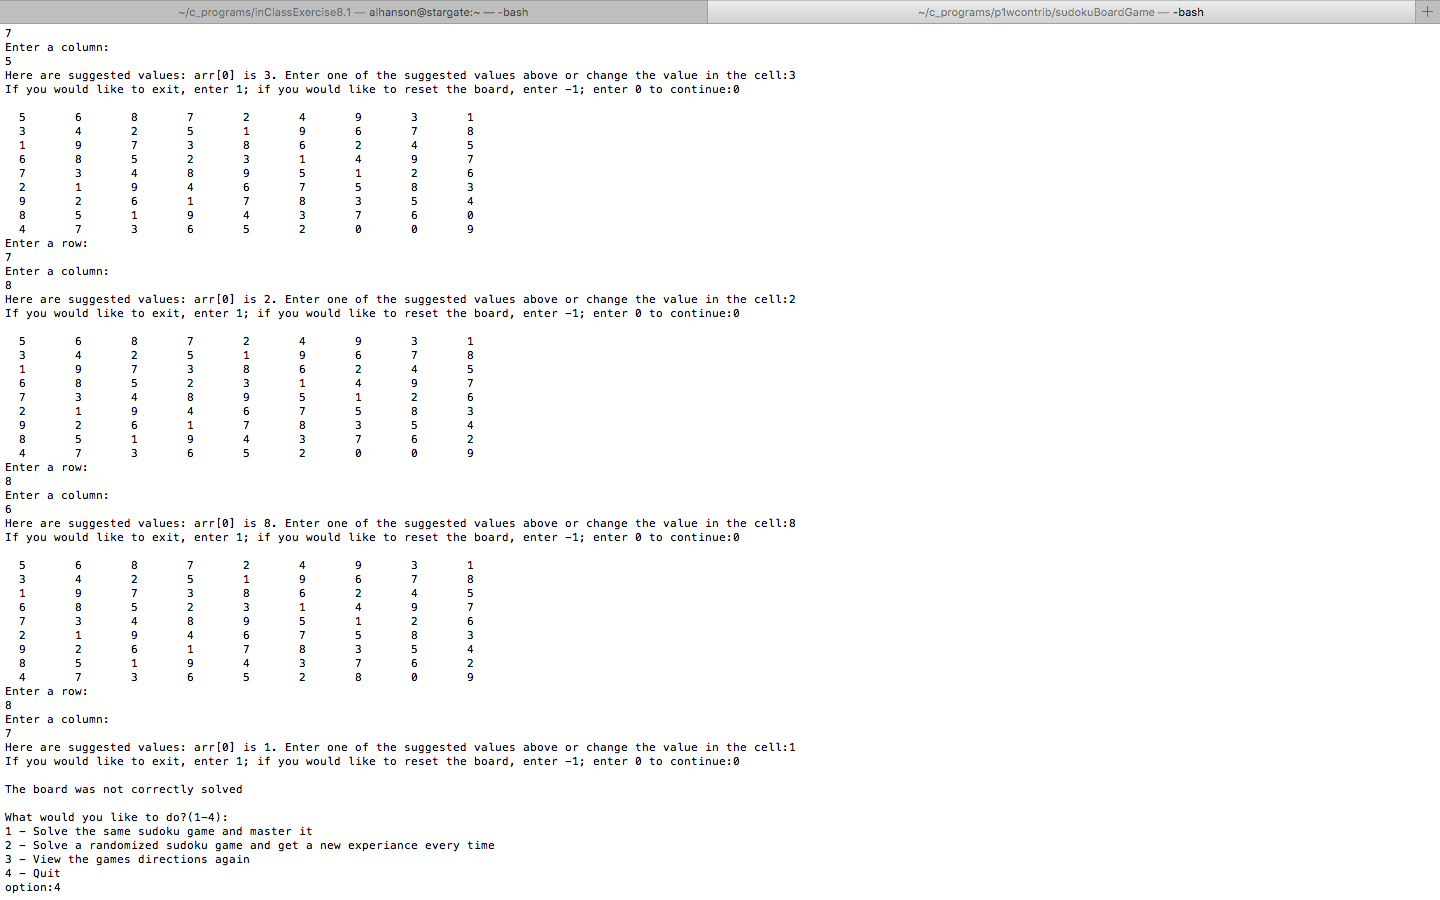 ~/c_programs/inClassExercise8.1 — alhanson@stargate:~ — -bash
~/c_programs/p1wcontrib/sudokuBoardGame — -bash
+
7
Enter a column:
5
Here are suggested values: arr[0] is 3. Enter one of the suggested values above or change the value in the cell:3
If you would like to exit, enter 1; if you would like to reset the board, enter -1; enter 0 to continue:0
5 6 8 7 2 4 9 3 1
3 4 2 5 1 9 6 7 8
1 9 7 3 8 6 2 4 5
6 8 5 2 3 1 4 9 7
7 3 4 8 9 5 1 2 6
2 1 9 4 6 7 5 8 3
9 2 6 1 7 8 3 5 4
8 5 1 9 4 3 7 6 0
4 7 3 6 5 2 0 0 9
Enter a row:
7
Enter a column:
8
Here are suggested values: arr[0] is 2. Enter one of the suggested values above or change the value in the cell:2
If you would like to exit, enter 1; if you would like to reset the board, enter -1; enter 0 to continue:0
5 6 8 7 2 4 9 3 1
3 4 2 5 1 9 6 7 8
1 9 7 3 8 6 2 4 5
6 8 5 2 3 1 4 9 7
7 3 4 8 9 5 1 2 6
2 1 9 4 6 7 5 8 3
9 2 6 1 7 8 3 5 4
8 5 1 9 4 3 7 6 2
4 7 3 6 5 2 0 0 9
Enter a row:
8
Enter a column:
6
Here are suggested values: arr[0] is 8. Enter one of the suggested values above or change the value in the cell:8
If you would like to exit, enter 1; if you would like to reset the board, enter -1; enter 0 to continue:0
5 6 8 7 2 4 9 3 1
3 4 2 5 1 9 6 7 8
1 9 7 3 8 6 2 4 5
6 8 5 2 3 1 4 9 7
7 3 4 8 9 5 1 2 6
2 1 9 4 6 7 5 8 3
9 2 6 1 7 8 3 5 4
8 5 1 9 4 3 7 6 2
4 7 3 6 5 2 8 0 9
Enter a row:
8
Enter a column:
7
Here are suggested values: arr[0] is 1. Enter one of the suggested values above or change the value in the cell:1
If you would like to exit, enter 1; if you would like to reset the board, enter -1; enter 0 to continue:0
The board was not correctly solved
What would you like to do?(1-4):
1 - Solve the same sudoku game and master it
2 - Solve a randomized sudoku game and get a new experiance every time
3 - View the games directions again
4 - Quit
option:4